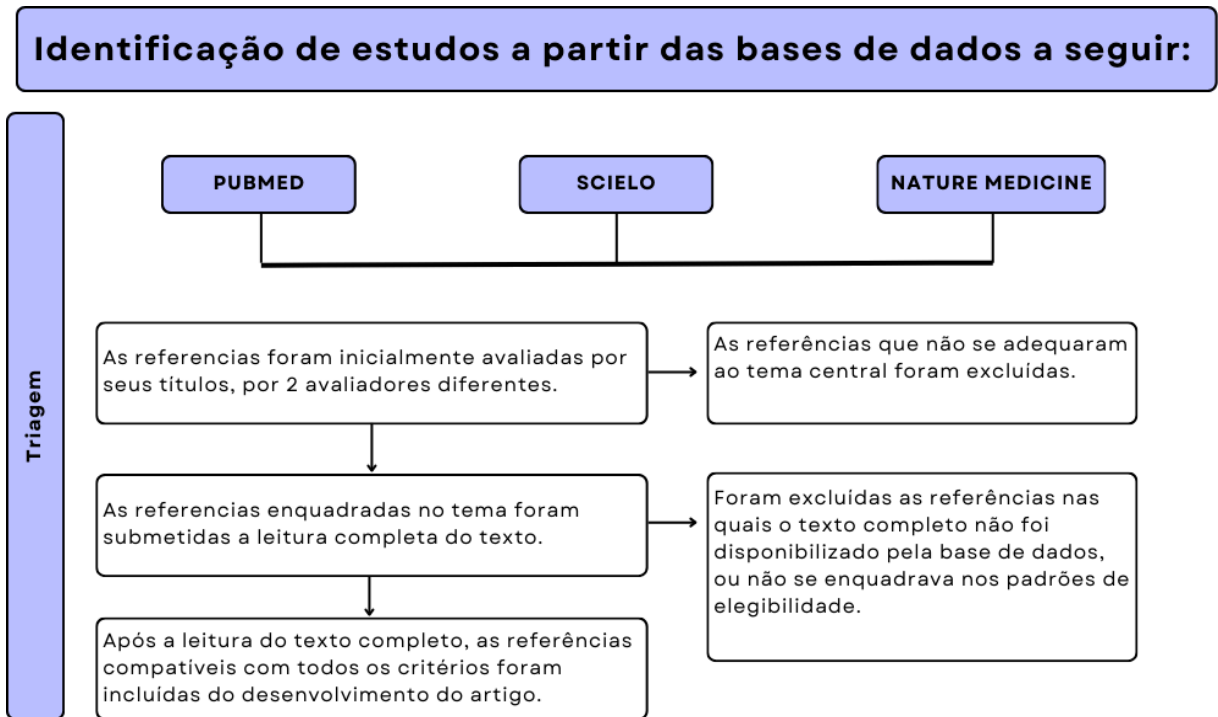 Identificação de estudos a partir das bases de dados a seguir:
PUBMED
SCIELO
NATURE MEDICINE
Triagem
As referencias foram inicialmente avaliadas por
seus títulos, por 2 avaliadores diferentes.
As referências que não se adequaram
ao tema central foram excluídas.
As referencias enquadradas no tema foram
submetidas a leitura completa do texto.
Foram excluídas as referências nas
quais o texto completo não foi
disponibilizado pela base de dados,
ou não se enquadrava nos padrões de
elegibilidade.
Após a leitura do texto completo, as referências
compatíveis com todos os critérios foram
incluídas do desenvolvimento do artigo.